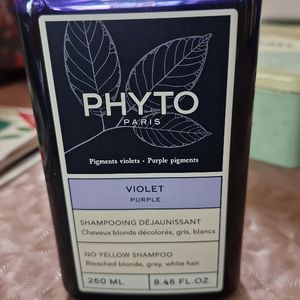 PHYTO
PARIS
Pigments violets • Purple pigments
VIOLET
PURPLE
SHAMPOOING DÉJAUNISSANT
Cheveux blonds décolorés, gris, blancs
NO YELLOW SHAMPOO
Bleached blonde, grey, white hair
250 ML 8.45 FL.OZ.